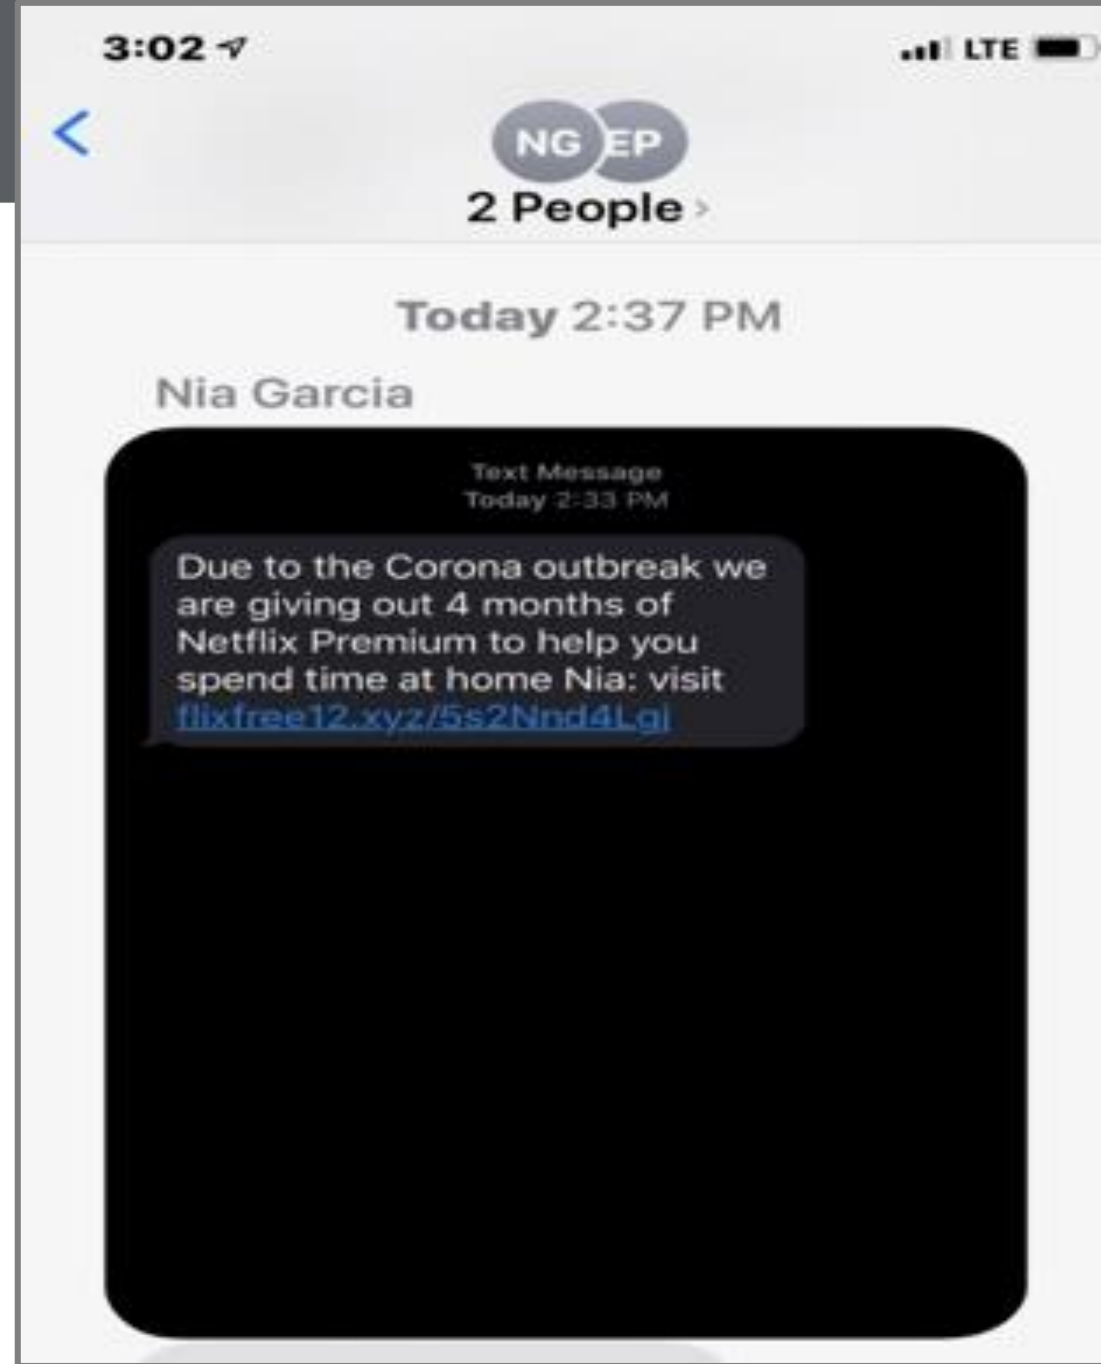 3:02
LTE
NG EP
2 People
Today 2:37 PM
Nia Garcia
Text Message
Today 2:33 PM
Due to the Corona outbreak we
are giving out 4 months of
Netflix Premium to help you
spend time at home Nia: visit
flixfree12.xyz/5s2Nnd4Lgj